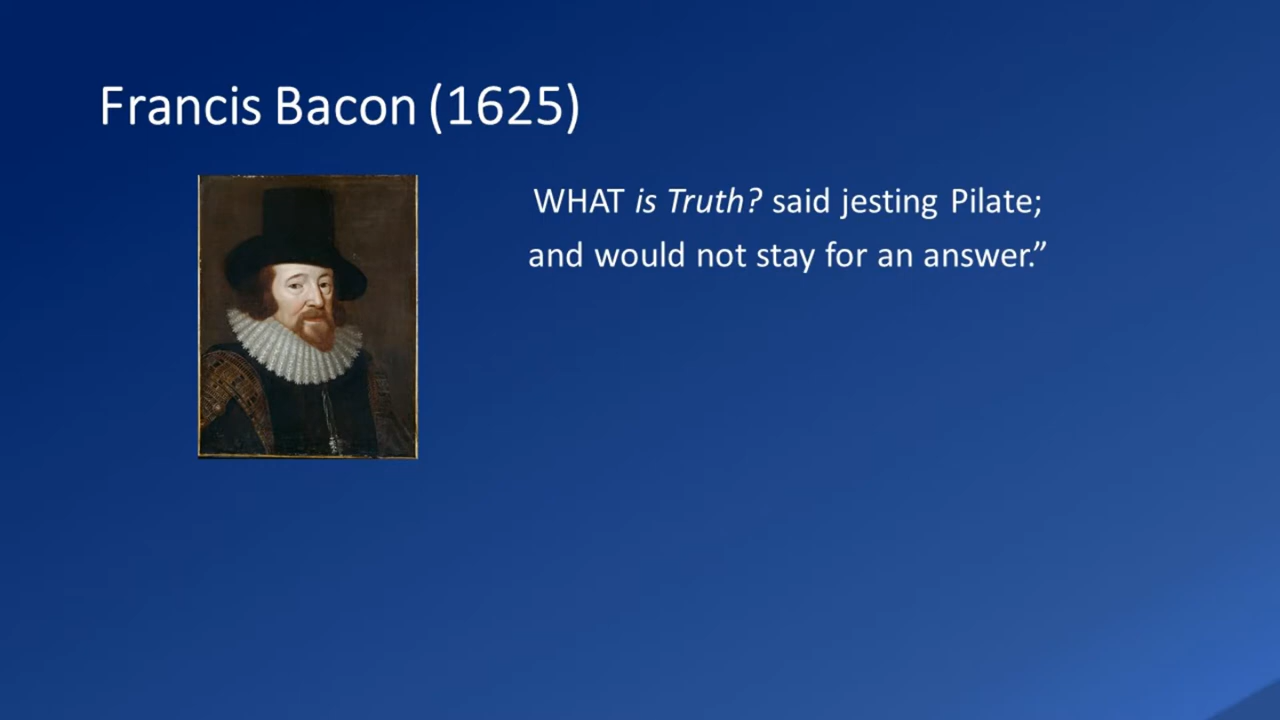 Francis Bacon (1625)
WHAT is Truth? said jesting Pilate;
and would not stay for an answer.”